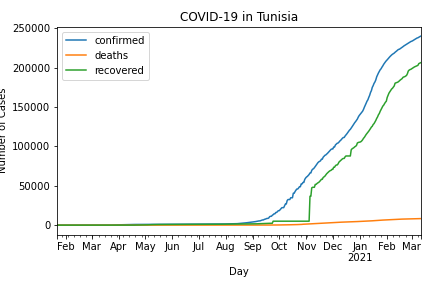 COVID-19 in Tunisia
confirmed
deaths
recovered
250000
200000
150000
100000
50000
0
Number of Cases
Feb Mar Apr May Jun Jul Aug Sep Oct Nov Dec Jan Feb Mar
2021
Day